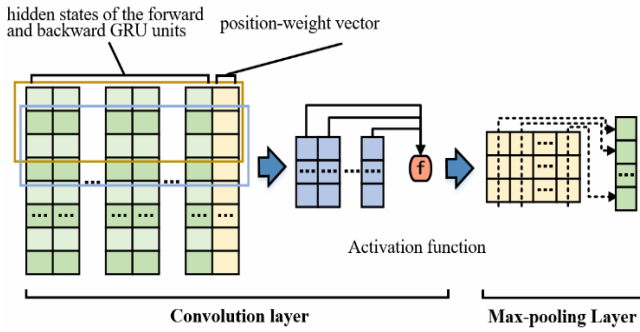 hidden states of the forward
and backward GRU units
position-weight vector
... ...
... ... ... ...
... ... ...
f
...
...
...
...
Activation function
Convolution layer
Max-pooling Layer